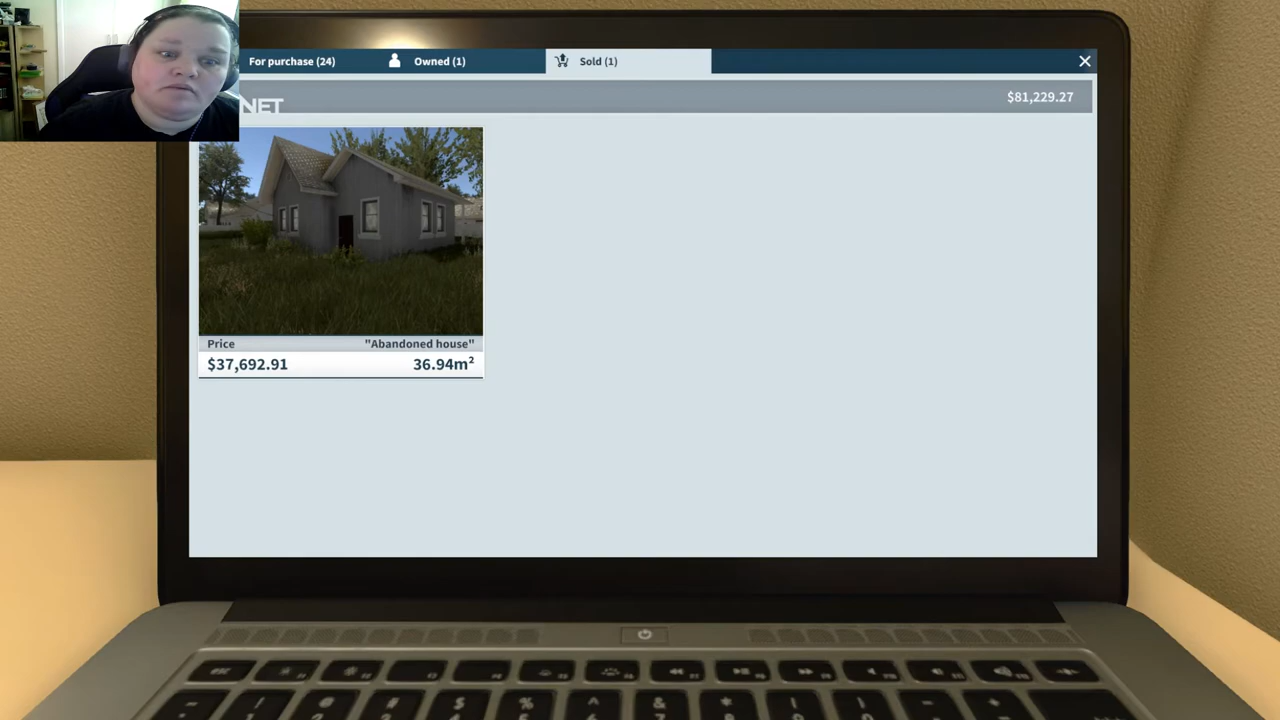 For purchase (24)
Owned (1)
Sold (1)
NET
$81,229.27
Price
"Abandoned house"
$37,692.91
36.94m²